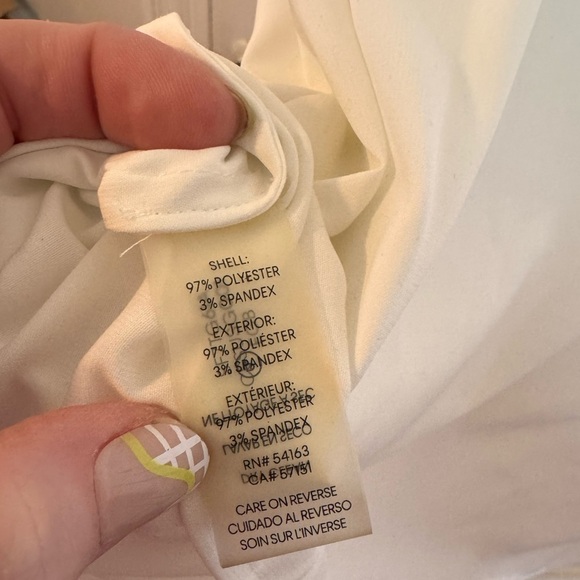 SHELL:
97% POLYESTER
3% SPANDEX
EXTERIOR:
97% POLIÉSTER
3% SPANDEX
EXTÉRIEUR:
97% POLYESTER
3% SPANDEX
RN# 54163
CA# 57151
CARE ON REVERSE
CUIDADO AL REVERSO
SOIN SUR L'INVERSE